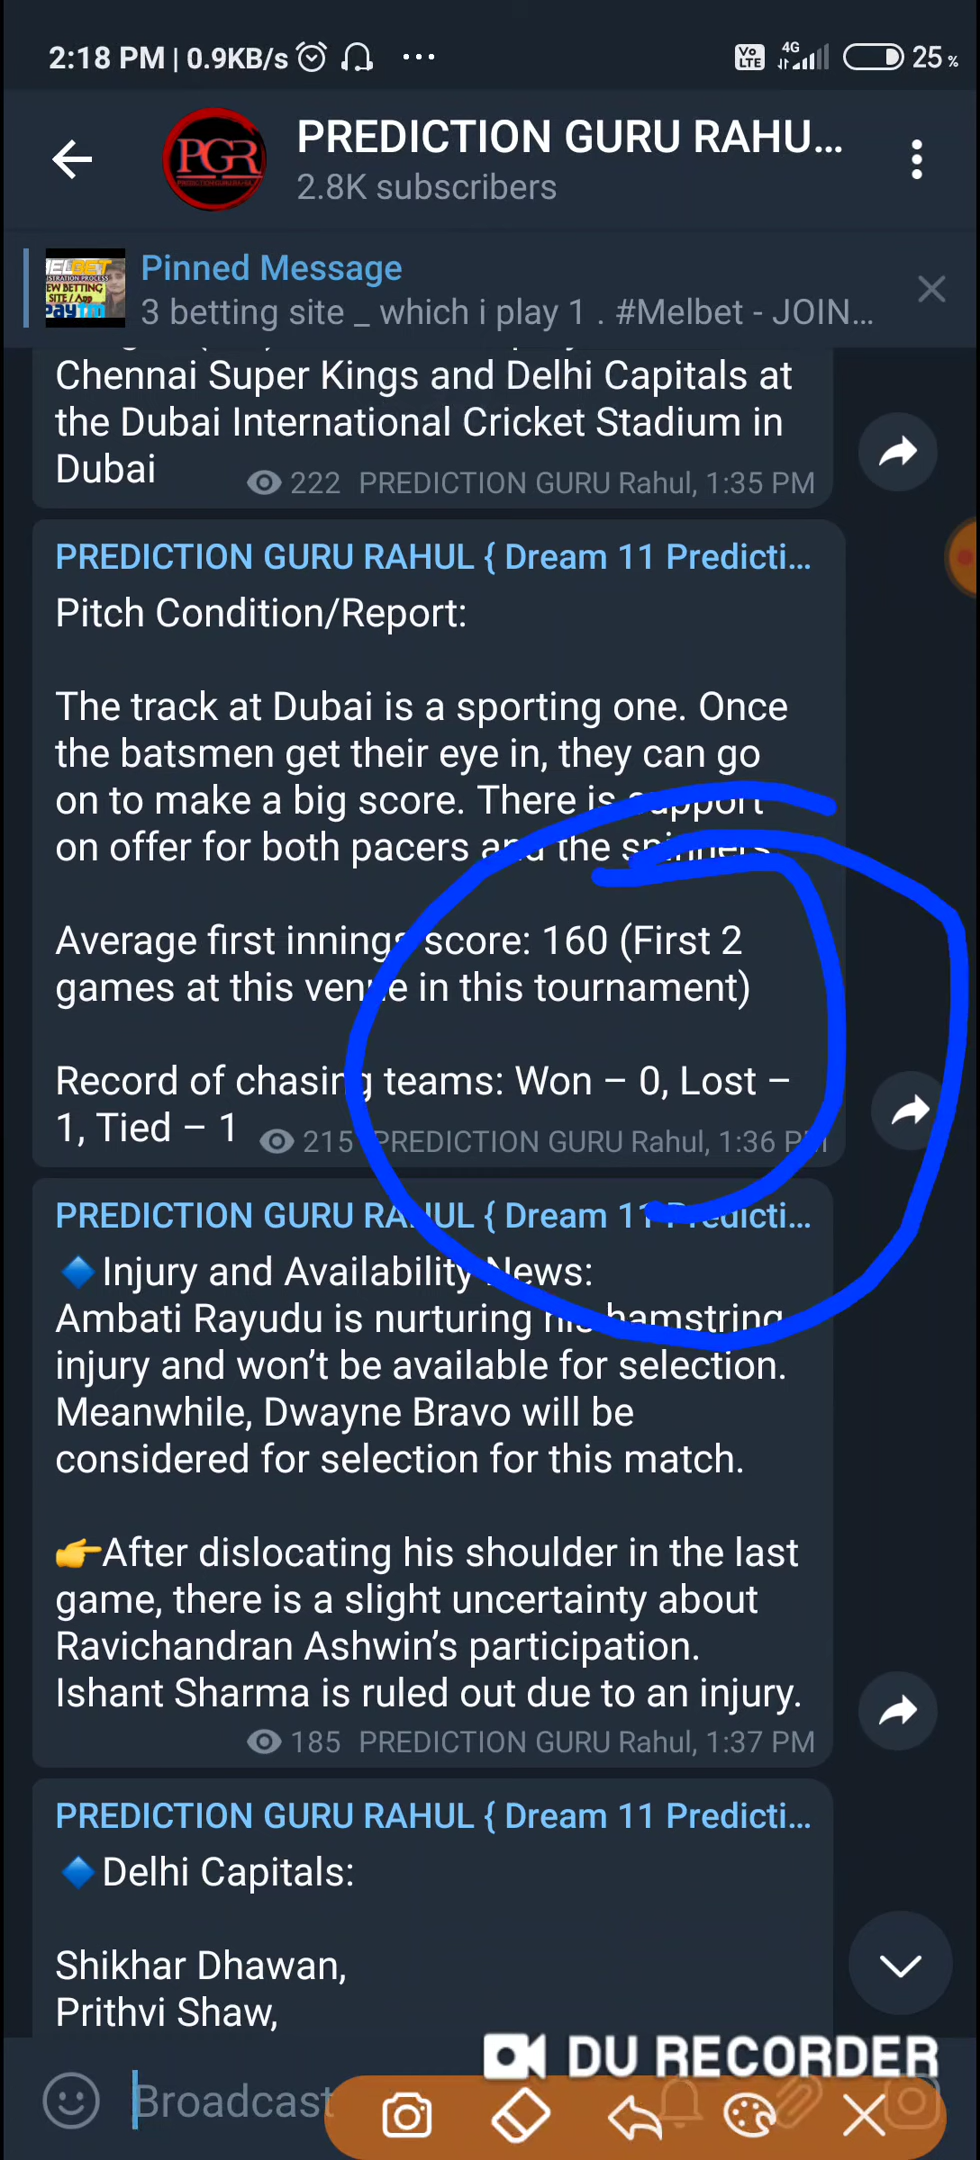 2:18 PM | 0.9KB/s ...
Vo LTE 4G 25 %
PGR
PREDICTION GURU RAHU...
2.8K subscribers
Pinned Message
3 betting site _ which i play 1 . #Melbet - JOIN...
ELBET
NEW BETTING
SITE / App
Paytm
Chennai Super Kings and Delhi Capitals at
the Dubai International Cricket Stadium in
Dubai
222 PREDICTION GURU Rahul, 1:35 PM
PREDICTION GURU RAHUL { Dream 11 Predicti...
Pitch Condition/Report:
The track at Dubai is a sporting one. Once
the batsmen get their eye in, they can go
on to make a big score. There is support
on offer for both pacers and the spinners.
Average first innings score: 160 (First 2
games at this venue in this tournament)
Record of chasing teams: Won – 0, Lost –
1, Tied – 1
215 PREDICTION GURU Rahul, 1:36 PM
PREDICTION GURU RAHUL { Dream 11 Predicti...
🔷Injury and Availability News:
Ambati Rayudu is nurturing his hamstring
injury and won’t be available for selection.
Meanwhile, Dwayne Bravo will be
considered for selection for this match.
👉After dislocating his shoulder in the last
game, there is a slight uncertainty about
Ravichandran Ashwin’s participation.
Ishant Sharma is ruled out due to an injury.
185 PREDICTION GURU Rahul, 1:37 PM
PREDICTION GURU RAHUL { Dream 11 Predicti...
🔷Delhi Capitals:
Shikhar Dhawan,
Prithvi Shaw,
DU RECORDER
Broadcast